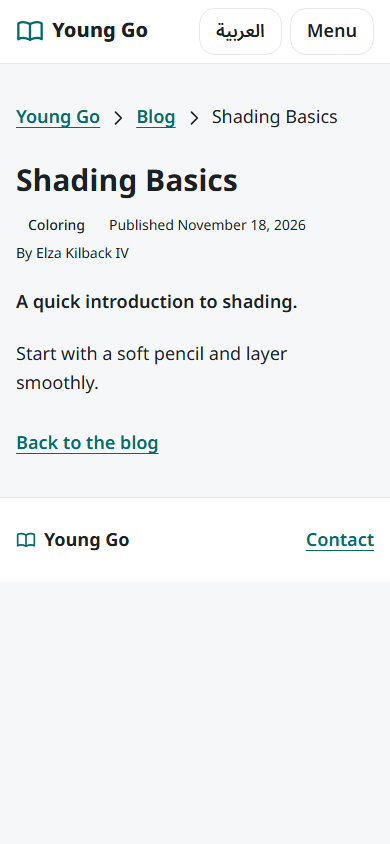 Young Go العربية Menu
Young Go > Blog > Shading Basics
Shading Basics
Coloring Published November 18, 2026
By Elza Kilback IV
A quick introduction to shading.
Start with a soft pencil and layer
smoothly.
Back to the blog
Young Go Contact